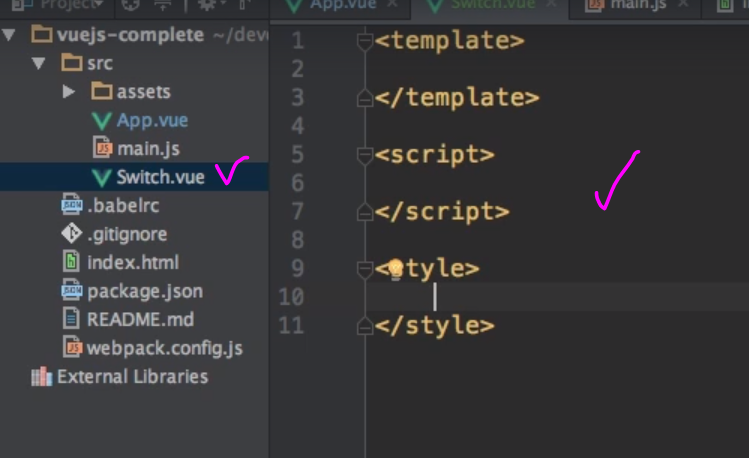 Project
App.vue
Switch.vue
main.js
vuejs-complete
src
assets
App.vue
main.js
Switch.vue
.babelrc
.gitignore
index.html
package.json
README.md
webpack.config.js
External Libraries
1 <template>
2
3 </template>
4
5 <script>
6
7 </script>
8
9 <style>
10
11 </style>